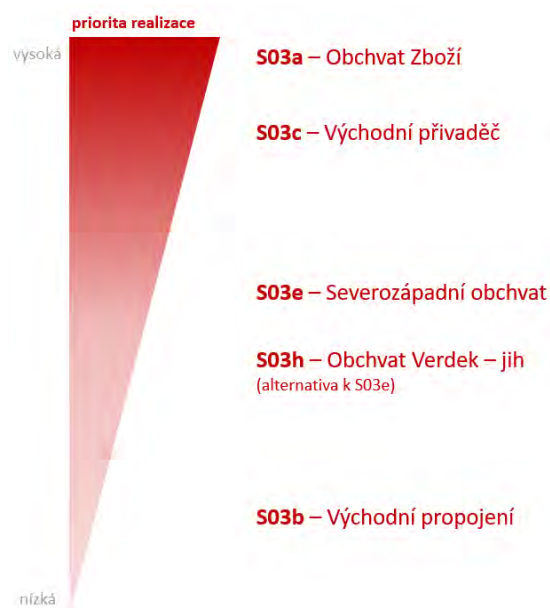 priorita realizace
vysoká
S03a – Obchvat Zboží
S03c – Východní přivaděč
S03e – Severozápadní obchvat
S03h – Obchvat Verdek – jih
(alternativa k S03e)
S03b – Východní propojení
nízká